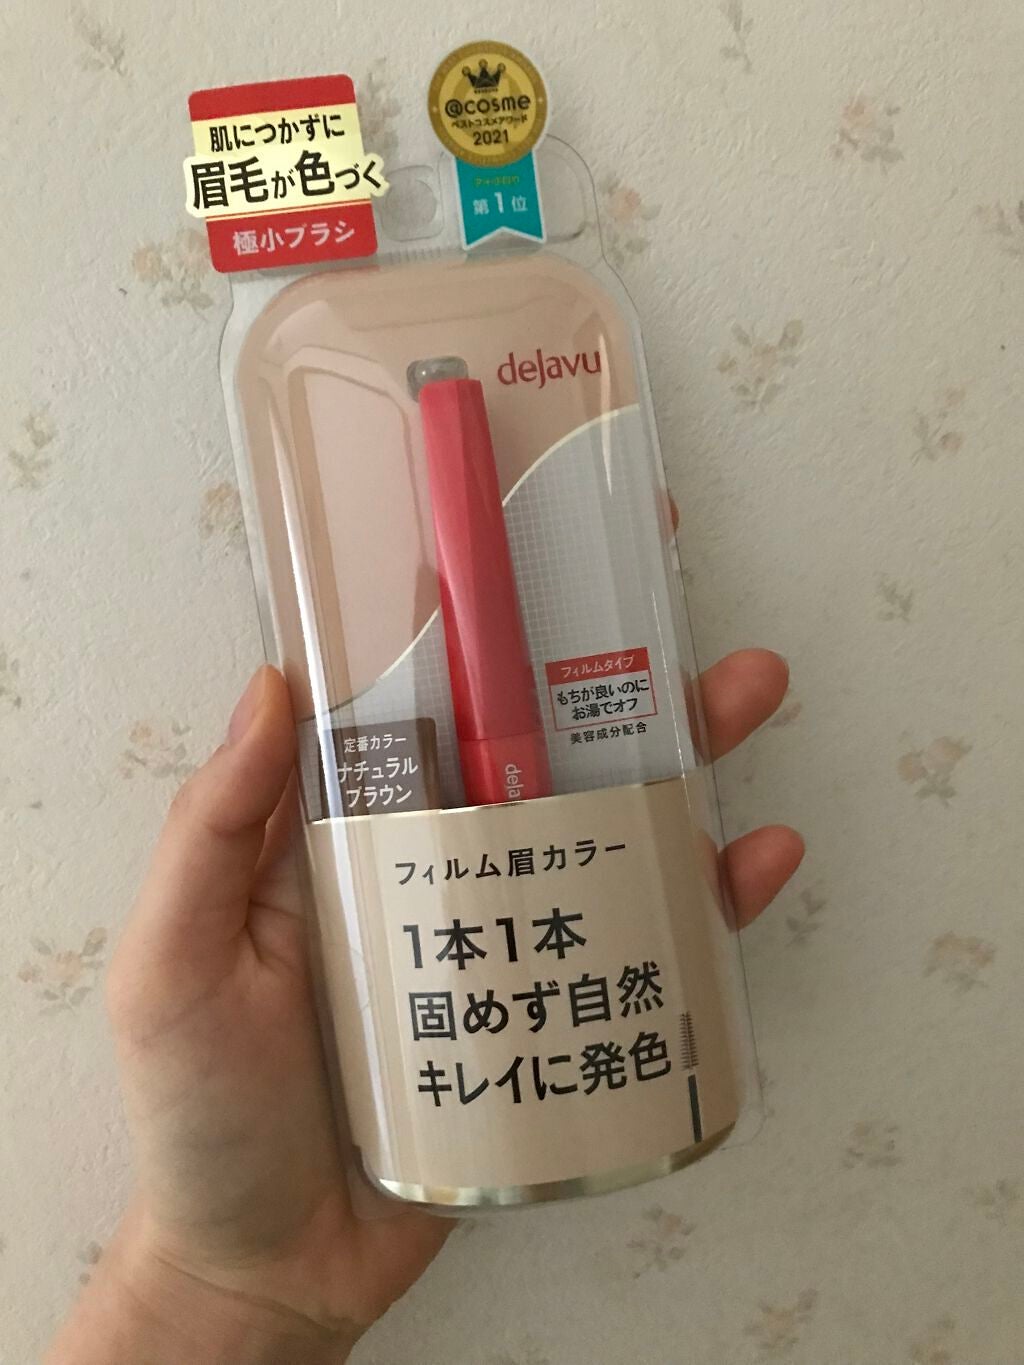 肌につかずに
眉毛が色づく
極小ブラシ
@cosme
ベストコスメアワード
2021
第1位
dejavu
フィルムタイプ
もちが良いのに
お湯でオフ
美容成分配合
定番カラー
ナチュラル
ブラウン
deja
フィルム眉カラー
1本1本
固めず自然
キレイに発色